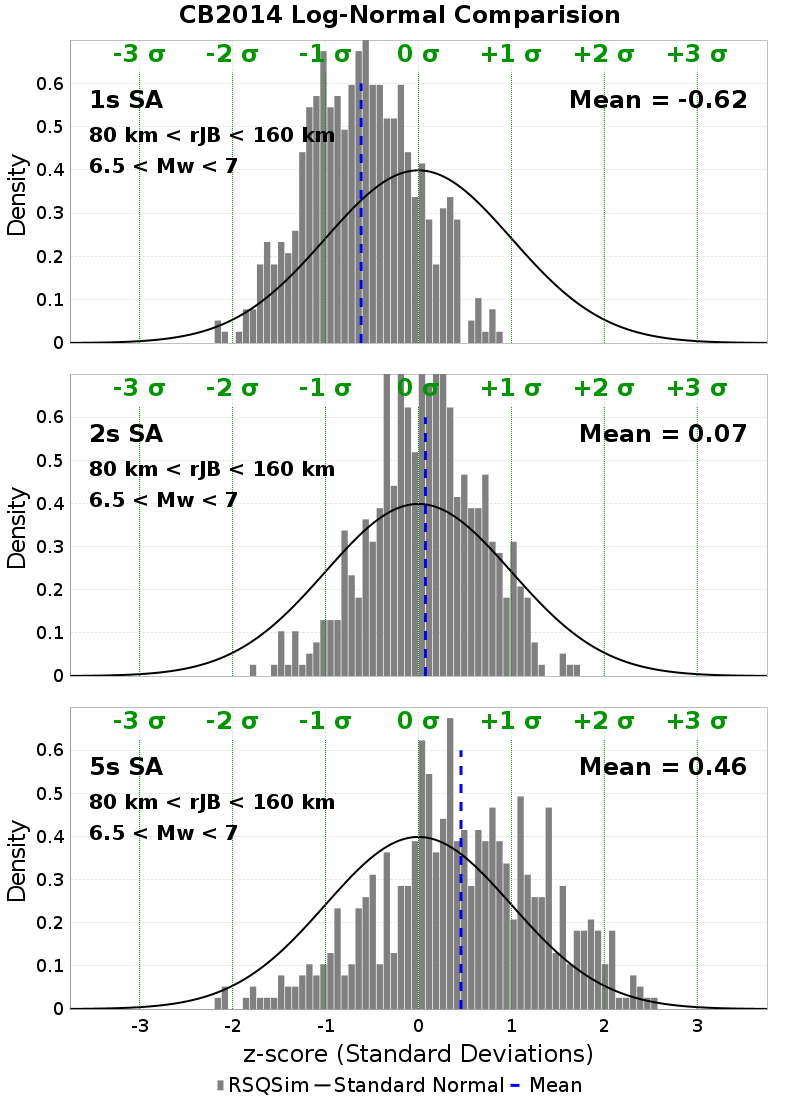 CB2014 Log-Normal Comparision
-3 σ -2 σ -1 σ 0 σ +1 σ +2 σ +3 σ
1s SA
Mean = -0.62
80 km < rJB < 160 km
6.5 < Mw < 7
Density
0.6
0.5
0.4
0.3
0.2
0.1
0
-3 σ -2 σ -1 σ 0 σ +1 σ +2 σ +3 σ
2s SA
Mean = 0.07
80 km < rJB < 160 km
6.5 < Mw < 7
Density
0.6
0.5
0.4
0.3
0.2
0.1
0
-3 σ -2 σ -1 σ 0 σ +1 σ +2 σ +3 σ
5s SA
Mean = 0.46
80 km < rJB < 160 km
6.5 < Mw < 7
Density
0.6
0.5
0.4
0.3
0.2
0.1
0
-3 -2 -1 0 1 2 3
z-score (Standard Deviations)
RSQSim Standard Normal Mean